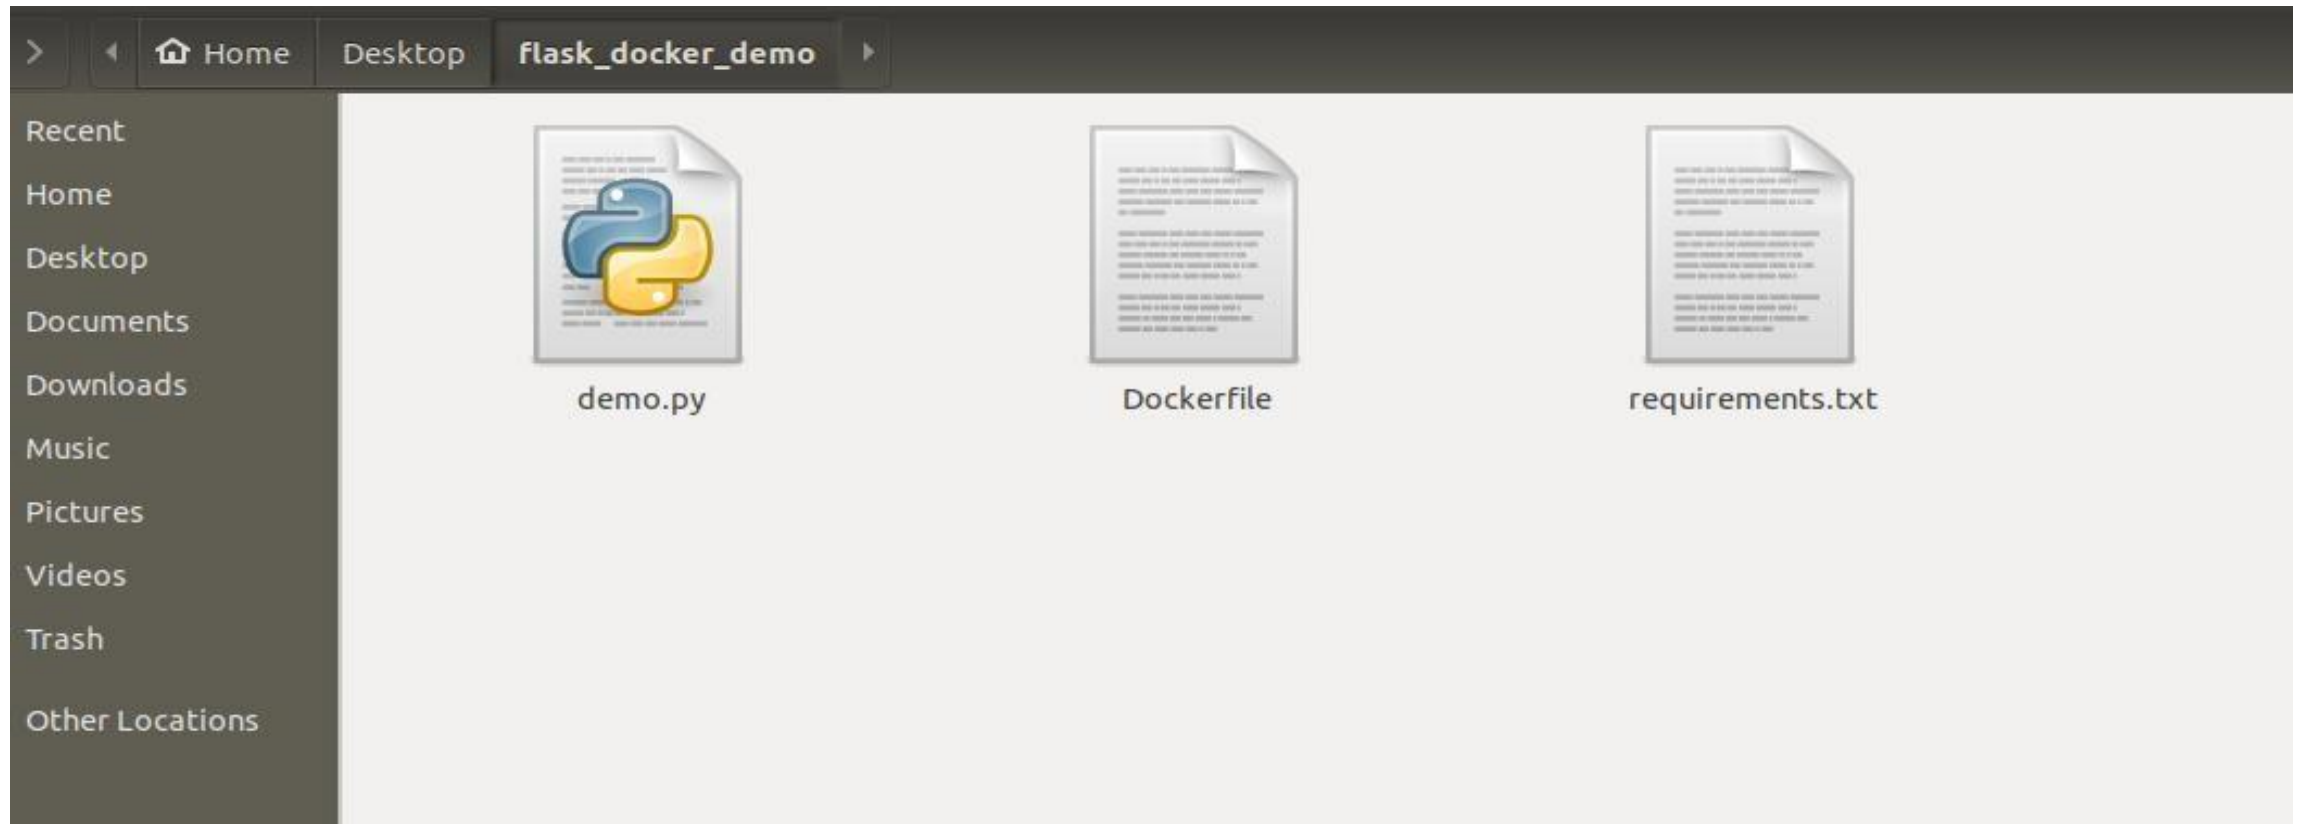 Home Desktop flask_docker_demo
Recent
Home
Desktop
Documents
Downloads
Music
Pictures
Videos
Trash
Other Locations
demo.py Dockerfile requirements.txt